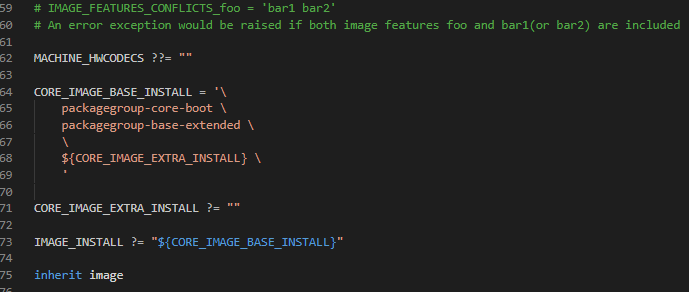 59 # IMAGE_FEATURES_CONFLICTS_foo = 'bar1 bar2'
60 # An error exception would be raised if both image features foo and bar1(or bar2) are included
61
62 MACHINE_HWCODECS ??= ""
63
64 CORE_IMAGE_BASE_INSTALL = '\
65     packagegroup-core-boot \
66     packagegroup-base-extended \
67     \
68     ${CORE_IMAGE_EXTRA_INSTALL} \
69     '
70
71 CORE_IMAGE_EXTRA_INSTALL ?= ""
72
73 IMAGE_INSTALL ?= "${CORE_IMAGE_BASE_INSTALL}"
74
75 inherit image
76